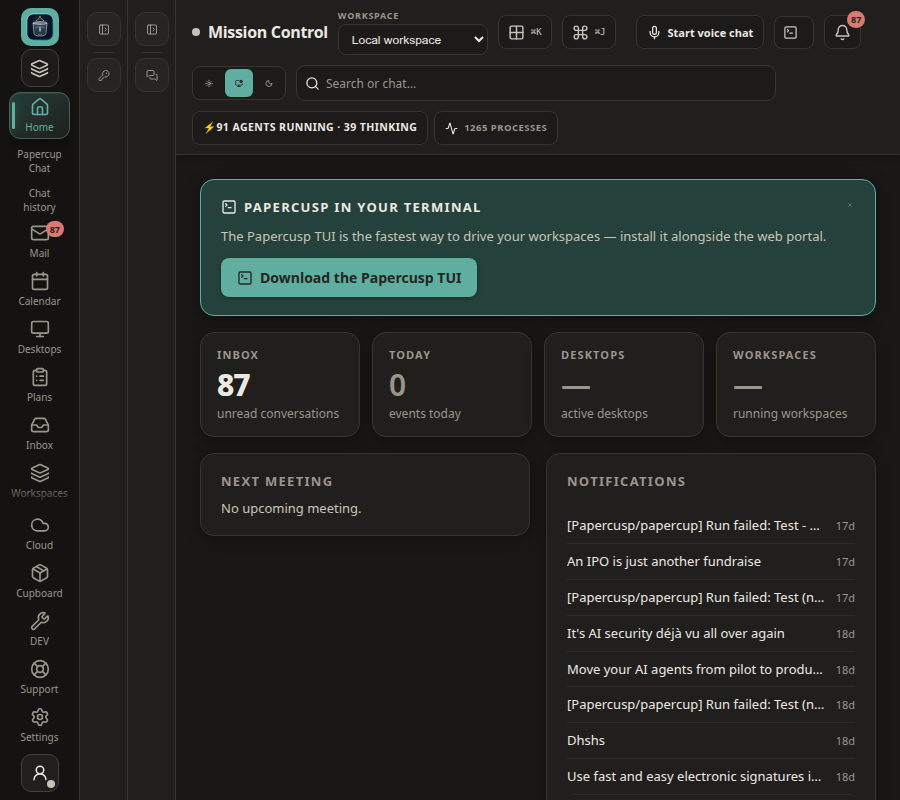 Home
Papercup
Chat
Chat
history
87
Mail
Calendar
Desktops
Plans
Inbox
Workspaces
Cloud
Cupboard
DEV
Support
Settings
Mission Control
WORKSPACE
Local workspace
⌘K
⌘J
Start voice chat
87
Search or chat...
⚡91 AGENTS RUNNING · 39 THINKING
1265 PROCESSES
PAPERCUSP IN YOUR TERMINAL
×
The Papercusp TUI is the fastest way to drive your workspaces — install it alongside the web portal.
Download the Papercusp TUI
INBOX
87
unread conversations
TODAY
0
events today
DESKTOPS
—
active desktops
WORKSPACES
—
running workspaces
NEXT MEETING
No upcoming meeting.
NOTIFICATIONS
[Papercusp/papercup] Run failed: Test - ... 17d
An IPO is just another fundraise 17d
[Papercusp/papercup] Run failed: Test (n... 17d
It's AI security déjà vu all over again 18d
Move your AI agents from pilot to produ... 18d
[Papercusp/papercup] Run failed: Test (n... 18d
Dhshs 18d
Use fast and easy electronic signatures i... 18d